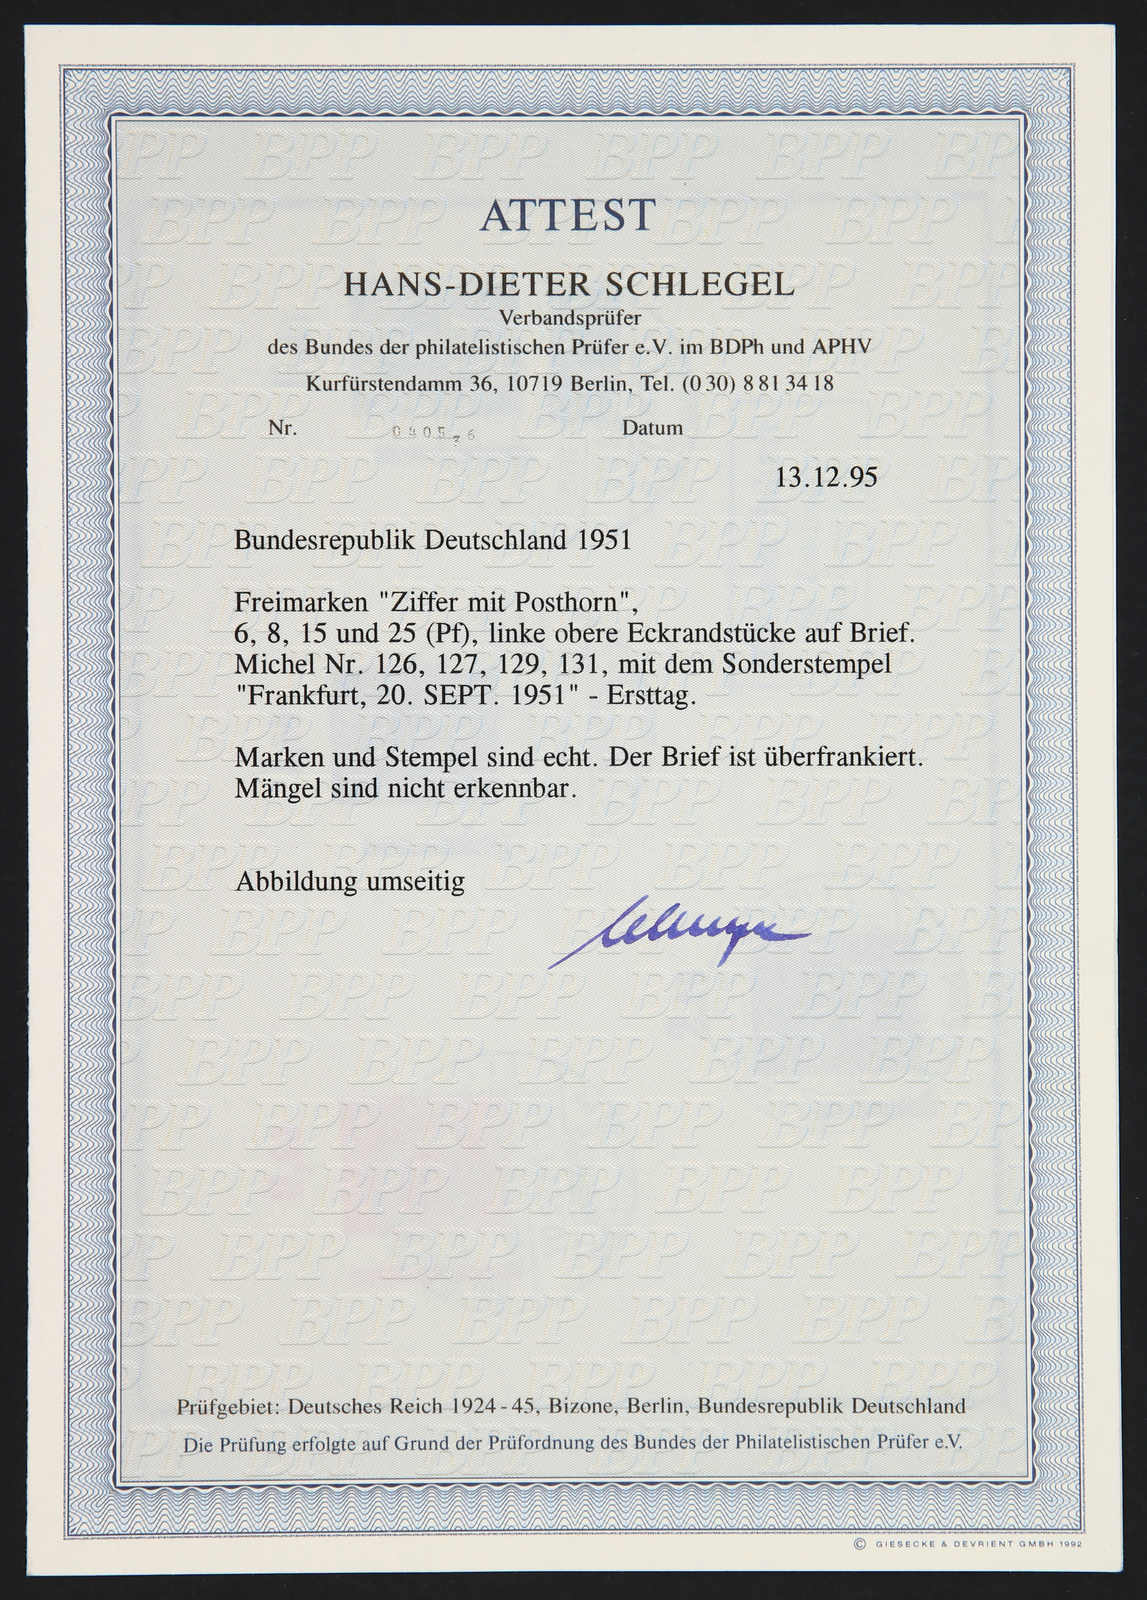 ATTEST
HANS-DIETER SCHLEGEL
Verbandsprüfer
des Bundes der philatelistischen Prüfer e.V. im BDPh und APHV
Kurfürstendamm 36, 10719 Berlin, Tel. (0 30) 8 81 34 18
Nr. Datum
13.12.95
Bundesrepublik Deutschland 1951
Freimarken "Ziffer mit Posthorn",
6, 8, 15 und 25 (Pf), linke obere Eckrandstücke auf Brief.
Michel Nr. 126, 127, 129, 131, mit dem Sonderstempel
"Frankfurt, 20. SEPT. 1951" - Ersttag.
Marken und Stempel sind echt. Der Brief ist überfrankiert.
Mängel sind nicht erkennbar.
Abbildung umseitig
Prüfgebiet: Deutsches Reich 1924 - 45, Bizone, Berlin, Bundesrepublik Deutschland
Die Prüfung erfolgte auf Grund der Prüfordnung des Bundes der Philatelistischen Prüfer e.V.
© GIESECKE & DEVRIENT GMBH 1992